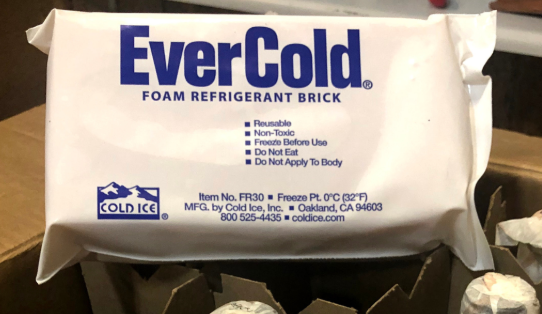 EverCold®
FOAM REFRIGERANT BRICK
■ Reusable
■ Non-Toxic
■ Freeze Before Use
■ Do Not Eat
■ Do Not Apply To Body
COLD ICE ®
Item No. FR30 ■ Freeze Pt. 0°C (32°F)
MFG. by Cold Ice, Inc. ■ Oakland, CA 94603
800 525-4435 ■ coldice.com